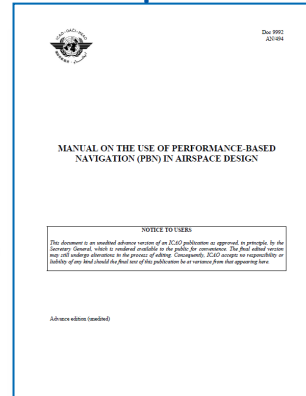 Doc 9992
AN/494
MANUAL ON THE USE OF PERFORMANCE-BASED
NAVIGATION (PBN) IN AIRSPACE DESIGN
NOTICE TO USERS
This document is an unedited advance version of an ICAO publication as approved, in principle, by the
Secretary General, which is rendered available to the public for convenience. The final edited version
may still undergo alterations in the process of editing. Consequently, ICAO accepts no responsibility or
liability of any kind should the final text of this publication be at variance from that appearing here.
Advance edition (unedited)